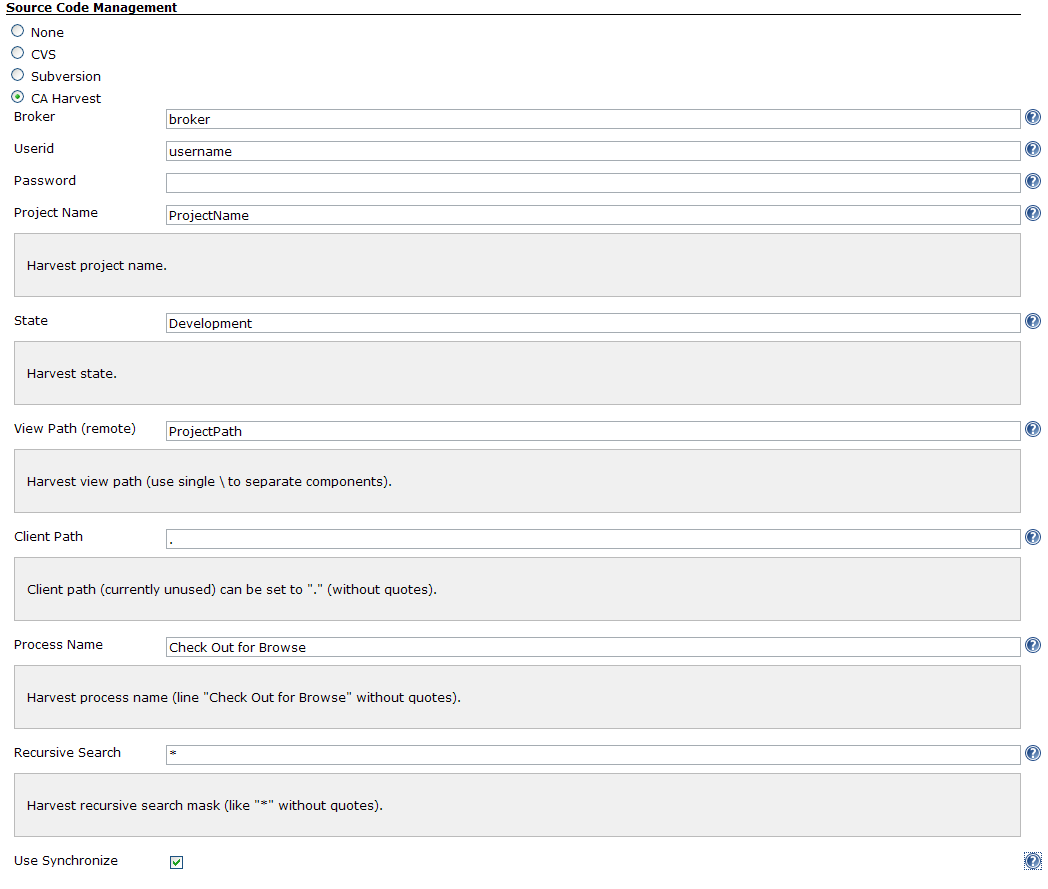 Source Code Management
None
CVS
Subversion
CA Harvest
Broker broker
Userid username
Password
Project Name ProjectName
Harvest project name.
State Development
Harvest state.
View Path (remote) ProjectPath
Harvest view path (use single \ to separate components).
Client Path .
Client path (currently unused) can be set to "." (without quotes).
Process Name Check Out for Browse
Harvest process name (line "Check Out for Browse" without quotes).
Recursive Search *
Harvest recursive search mask (like "*" without quotes).
Use Synchronize